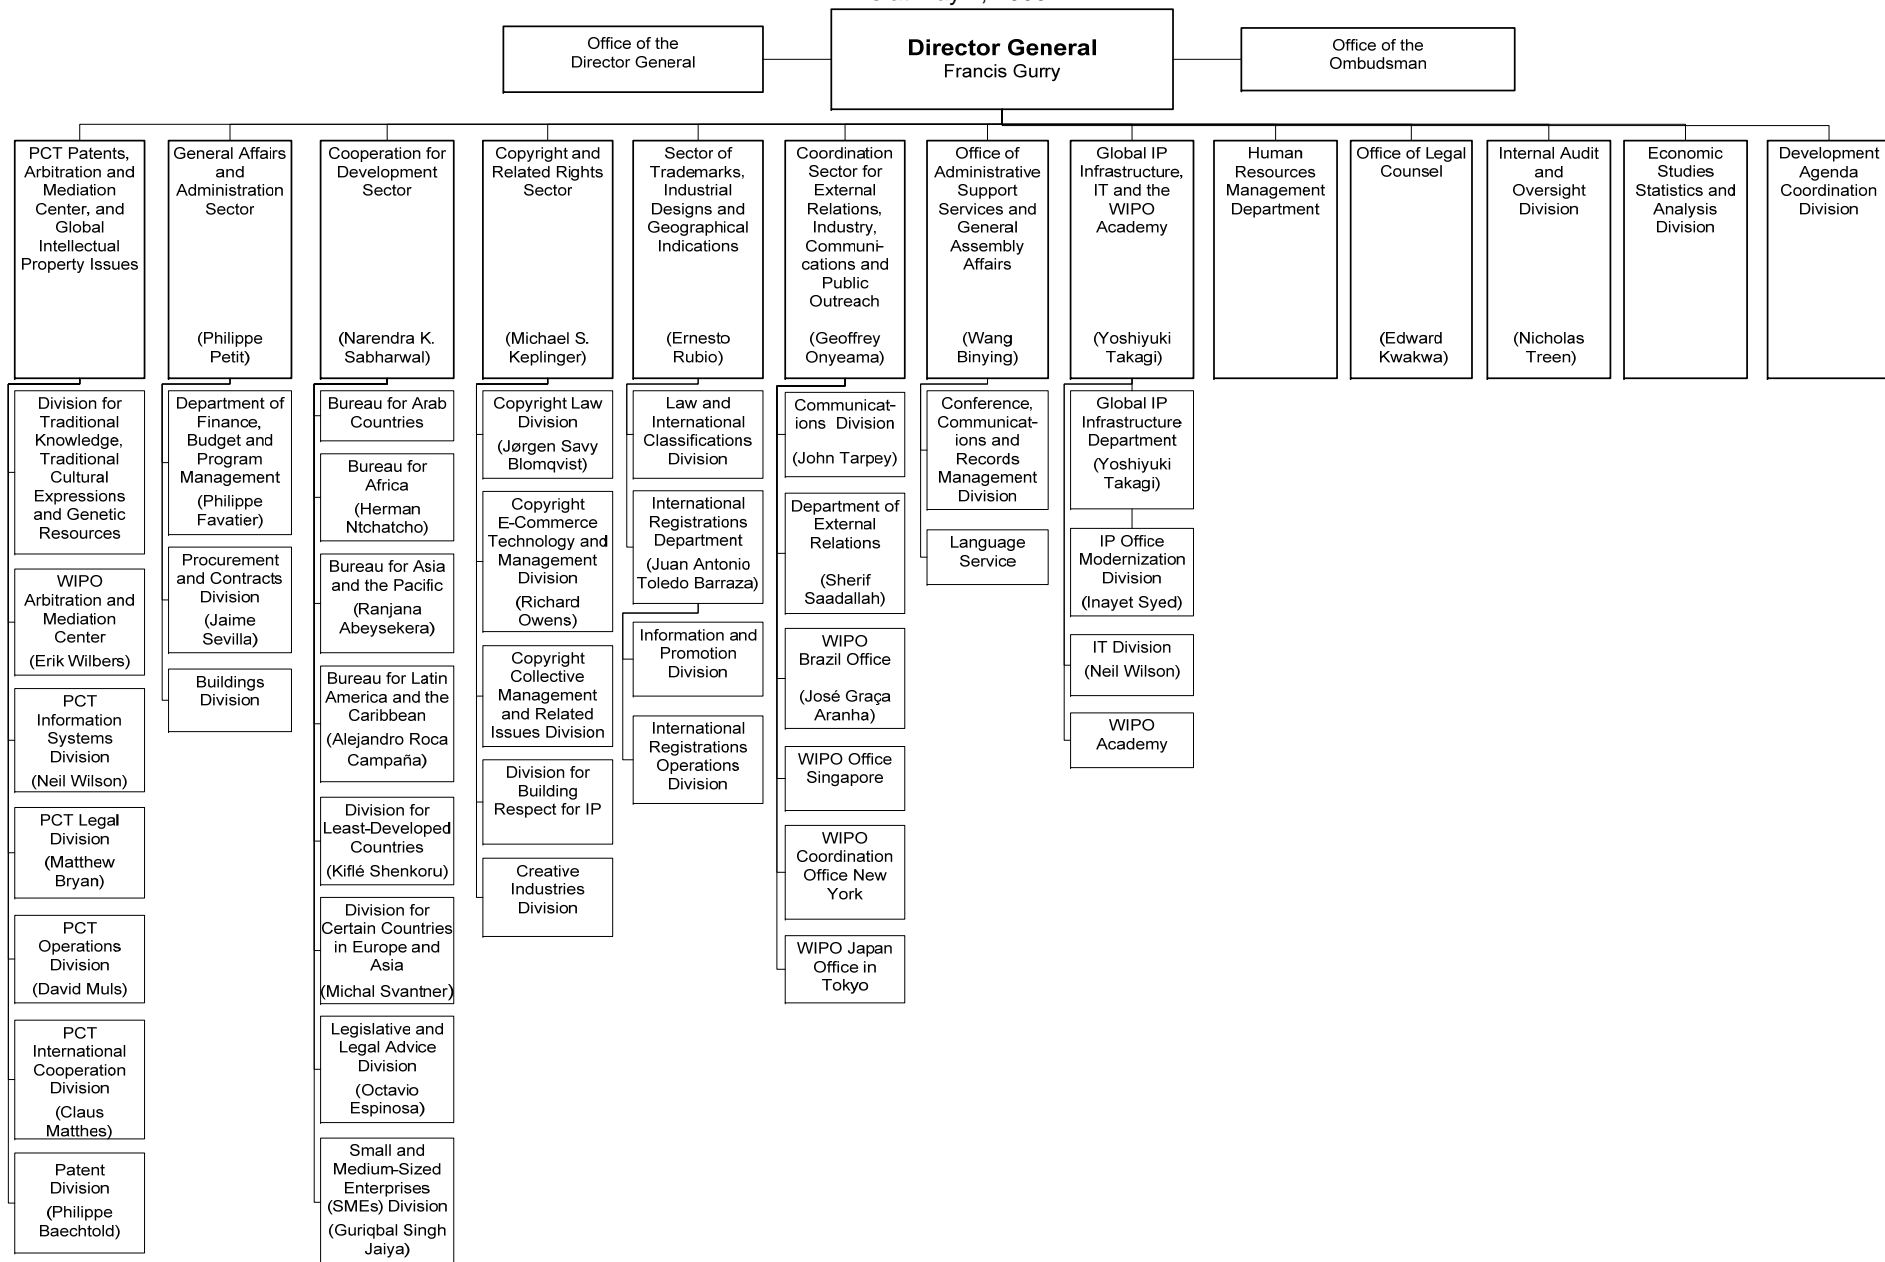 Director General
Francis Gurry
Office of the
Director General
Office of the
Ombudsman
PCT Patents,
Arbitration and
Mediation
Center, and
Global
Intellectual
Property Issues
General Affairs
and
Administration
Sector
(Philippe
Petit)
Cooperation for
Development
Sector
(Narendra K.
Sabharwal)
Copyright and
Related Rights
Sector
(Michael S.
Keplinger)
Sector of
Trademarks,
Industrial
Designs and
Geographical
Indications
(Ernesto
Rubio)
Coordination
Sector for
External
Relations,
Industry,
Communi-
cations and
Public
Outreach
(Geoffrey
Onyeama)
Office of
Administrative
Support
Services and
General
Assembly
Affairs
(Wang
Binying)
Global IP
Infrastructure,
IT and the
WIPO
Academy
(Yoshiyuki
Takagi)
Human
Resources
Management
Department
Office of Legal
Counsel
(Edward
Kwakwa)
Internal Audit
and
Oversight
Division
(Nicholas
Treen)
Economic
Studies
Statistics and
Analysis
Division
Development
Agenda
Coordination
Division
Division for
Traditional
Knowledge,
Traditional
Cultural
Expressions
and Genetic
Resources
WIPO
Arbitration and
Mediation
Center
(Erik Wilbers)
PCT
Information
Systems
Division
(Neil Wilson)
PCT Legal
Division
(Matthew
Bryan)
PCT
Operations
Division
(David Muls)
PCT
International
Cooperation
Division
(Claus
Matthes)
Patent
Division
(Philippe
Baechtold)
Department of
Finance,
Budget and
Program
Management
(Philippe
Favatier)
Procurement
and Contracts
Division
(Jaime
Sevilla)
Buildings
Division
Bureau for Arab
Countries
Bureau for
Africa
(Herman
Ntchatcho)
Bureau for Asia
and the Pacific
(Ranjana
Abeysekera)
Bureau for Latin
America and the
Caribbean
(Alejandro Roca
Campaña)
Division for
Least-Developed
Countries
(Kiflé Shenkoru)
Division for
Certain Countries
in Europe and
Asia
(Michal Svantner)
Legislative and
Legal Advice
Division
(Octavio
Espinosa)
Small and
Medium-Sized
Enterprises
(SMEs) Division
(Guriqbal Singh
Jaiya)
Copyright Law
Division
(Jørgen Savy
Blomqvist)
Copyright
E-Commerce
Technology and
Management
Division
(Richard
Owens)
Copyright
Collective
Management
and Related
Issues Division
Division for
Building
Respect for IP
Creative
Industries
Division
Law and
International
Classifications
Division
International
Registrations
Department
(Juan Antonio
Toledo Barraza)
Information and
Promotion
Division
International
Registrations
Operations
Division
Communicat-
ions Division
(John Tarpey)
Department of
External
Relations
(Sherif
Saadallah)
WIPO
Brazil Office
(José Graça
Aranha)
WIPO Office
Singapore
WIPO
Coordination
Office New
York
WIPO Japan
Office in
Tokyo
Conference,
Communicat-
ions and
Records
Management
Division
Language
Service
Global IP
Infrastructure
Department
(Yoshiyuki
Takagi)
IP Office
Modernization
Division
(Inayet Syed)
IT Division
(Neil Wilson)
WIPO
Academy